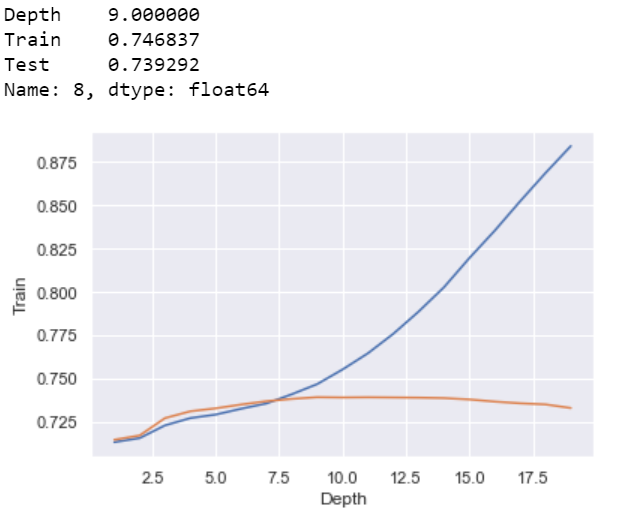 Depth    9.000000
Train    0.746837
Test     0.739292
Name: 8, dtype: float64
0.875
0.850
0.825
0.800
0.775
0.750
0.725
Train
2.5 5.0 7.5 10.0 12.5 15.0 17.5
Depth